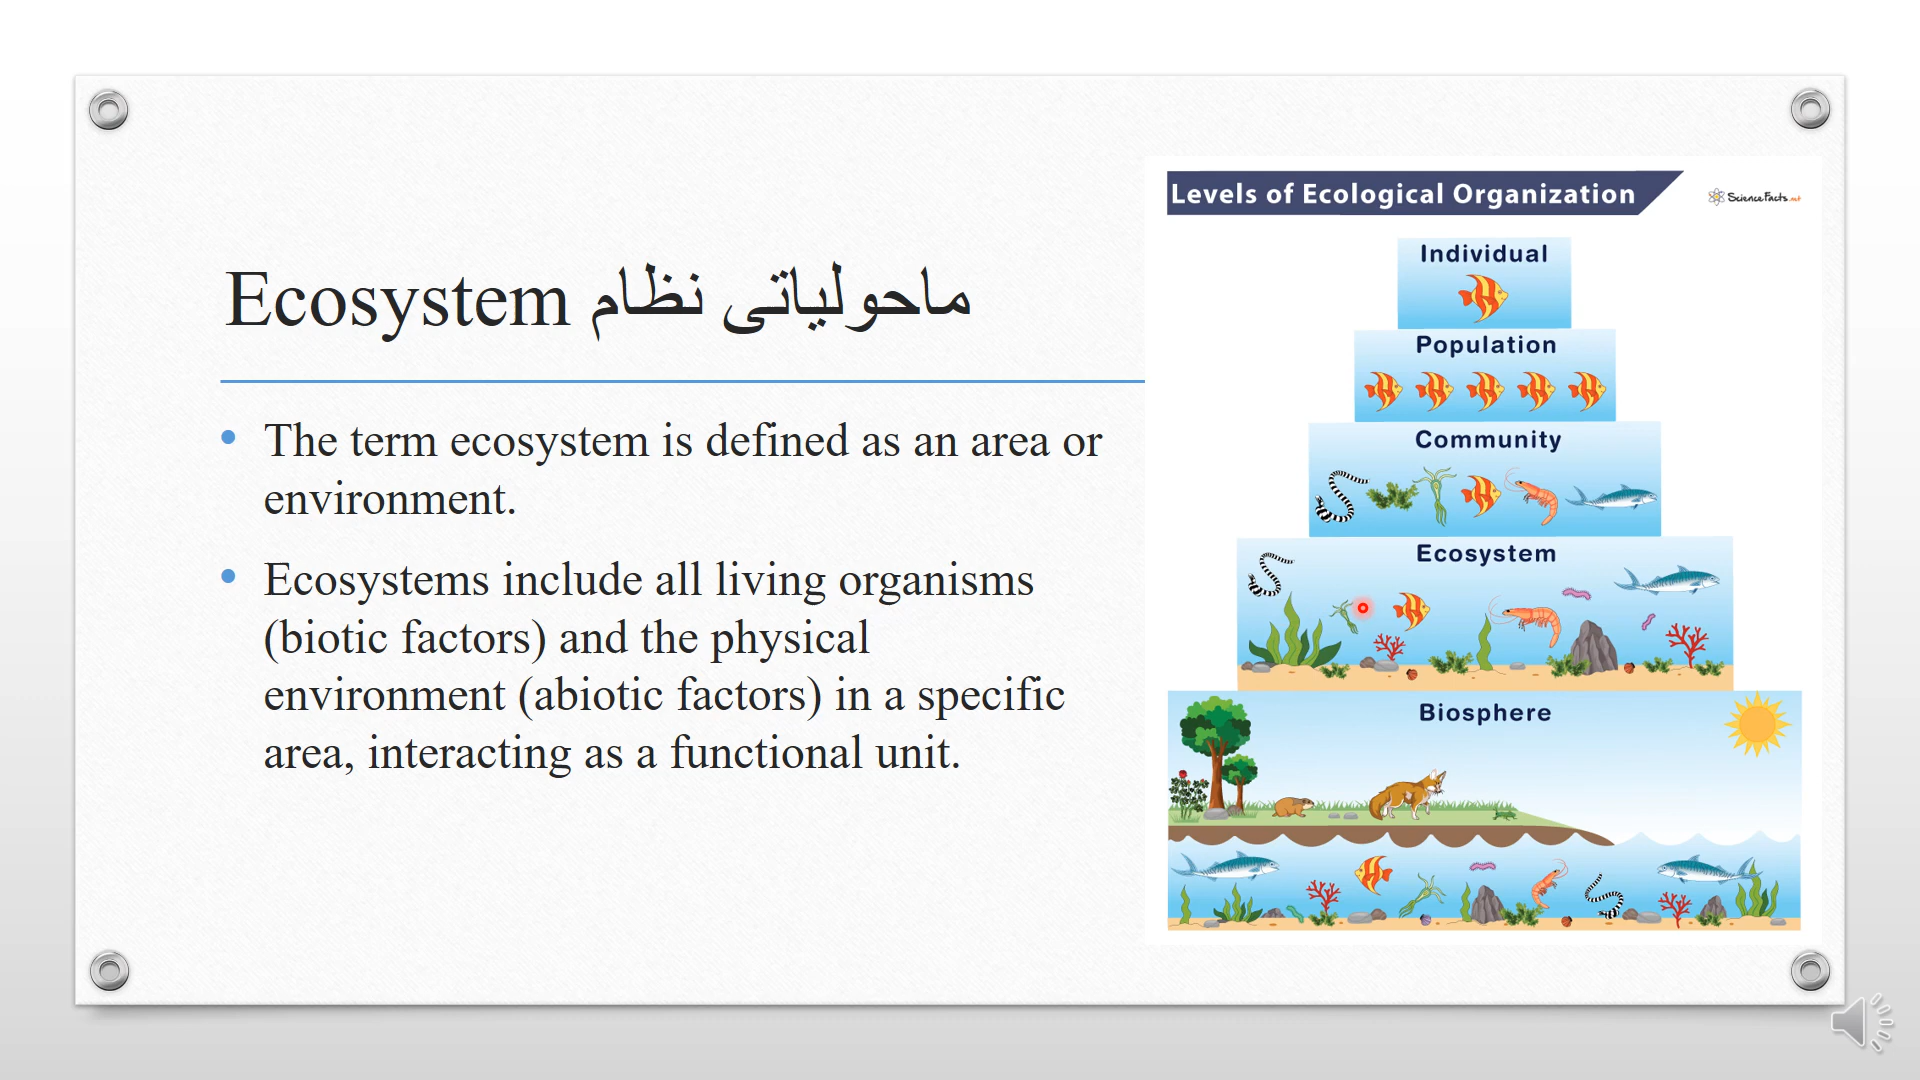 Ecosystem ماحولیاتی نظام
• The term ecosystem is defined as an area or
environment.
• Ecosystems include all living organisms
(biotic factors) and the physical
environment (abiotic factors) in a specific
area, interacting as a functional unit.
Levels of Ecological Organization
ScienceFacts.net
Individual
Population
Community
Ecosystem
Biosphere